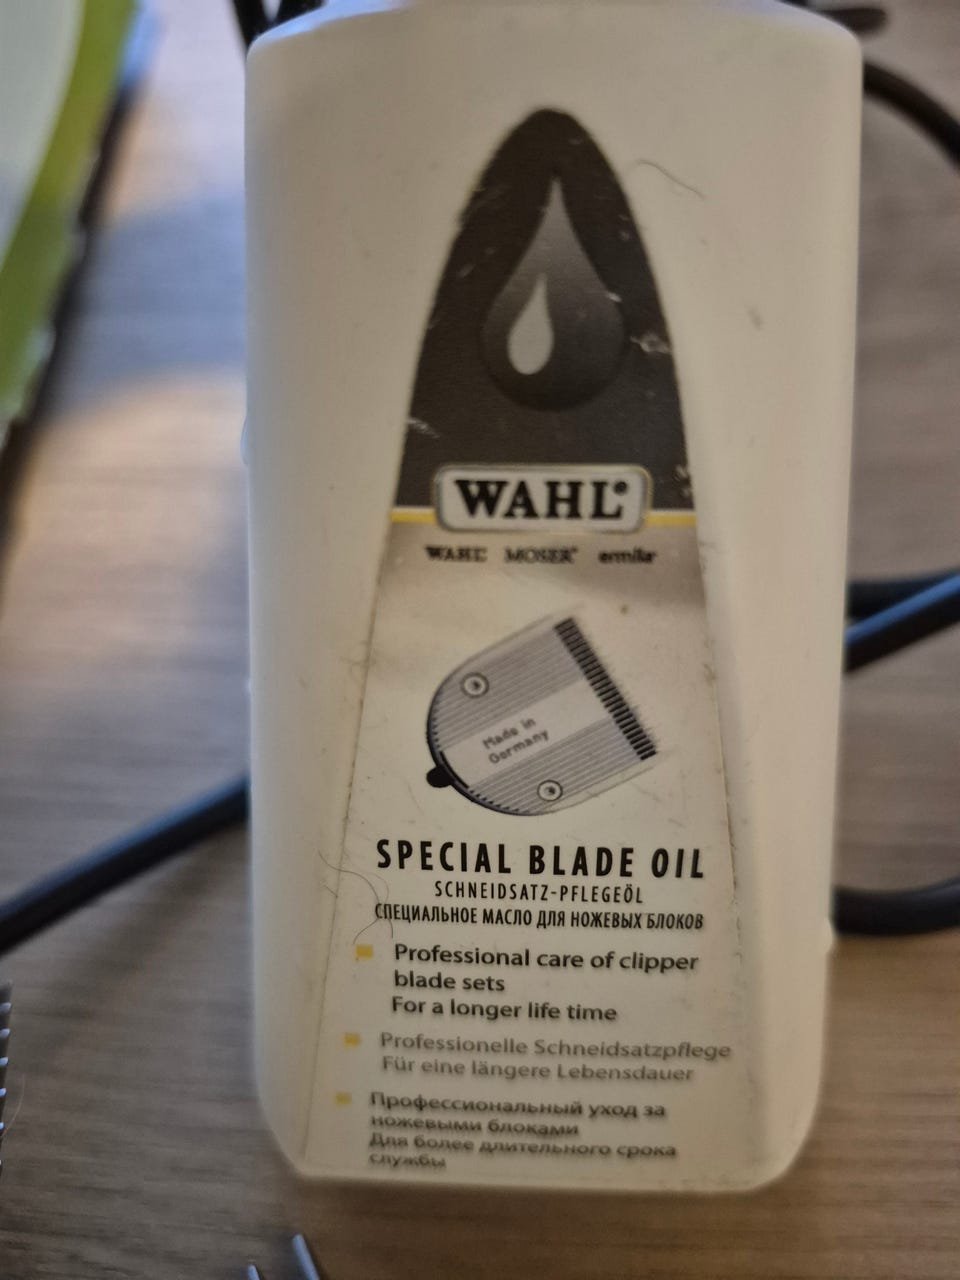 WAHL®
WAHL® MOSER® ermila®
Made in
Germany
SPECIAL BLADE OIL
SCHNEIDSATZ-PFLEGEÖL
СПЕЦИАЛЬНОЕ МАСЛО ДЛЯ НОЖЕВЫХ БЛОКОВ
Professional care of clipper
blade sets
For a longer life time
Professionelle Schneidsatzpflege
Für eine längere Lebensdauer
Профессиональный уход за
ножевыми блоками
Для более длительного срока
службы